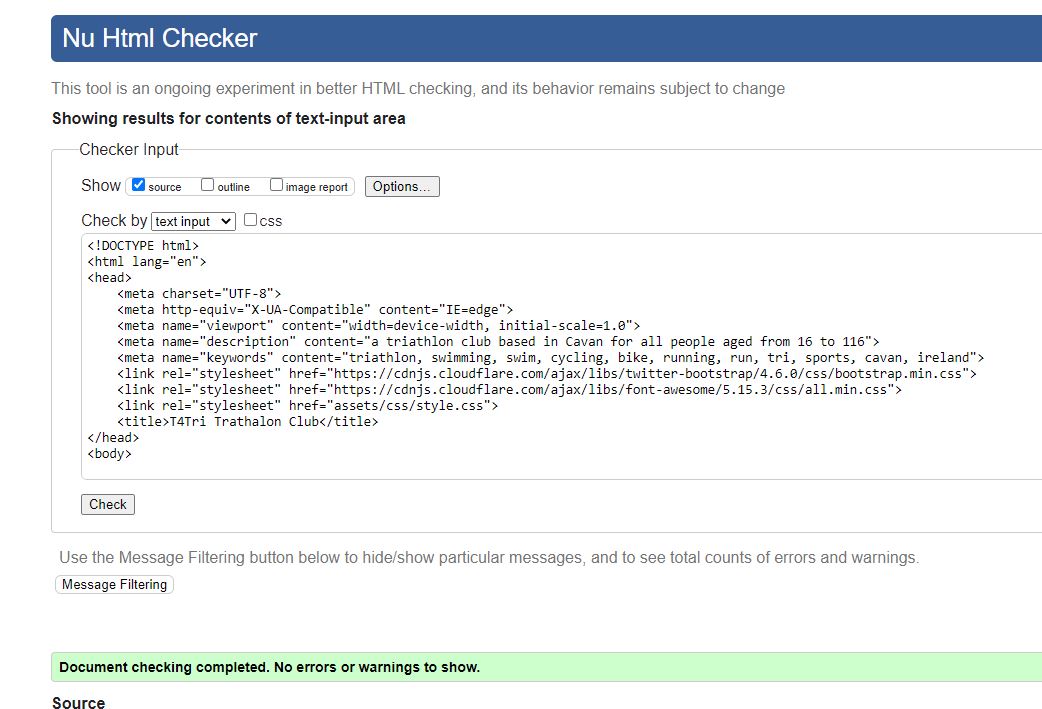 Nu Html Checker
This tool is an ongoing experiment in better HTML checking, and its behavior remains subject to change
Showing results for contents of text-input area
Checker Input
Show source outline image report Options...
Check by text input css
<!DOCTYPE html>
<html lang="en">
<head>
    <meta charset="UTF-8">
    <meta http-equiv="X-UA-Compatible" content="IE=edge">
    <meta name="viewport" content="width=device-width, initial-scale=1.0">
    <meta name="description" content="a triathlon club based in Cavan for all people aged from 16 to 116">
    <meta name="keywords" content="triathlon, swimming, swim, cycling, bike, running, run, tri, sports, cavan, ireland">
    <link rel="stylesheet" href="https://cdnjs.cloudflare.com/ajax/libs/twitter-bootstrap/4.6.0/css/bootstrap.min.css">
    <link rel="stylesheet" href="https://cdnjs.cloudflare.com/ajax/libs/font-awesome/5.15.3/css/all.min.css">
    <link rel="stylesheet" href="assets/css/style.css">
    <title>T4Tri Trathalon Club</title>
</head>
<body>
Check
Use the Message Filtering button below to hide/show particular messages, and to see total counts of errors and warnings.
Message Filtering
Document checking completed. No errors or warnings to show.
Source